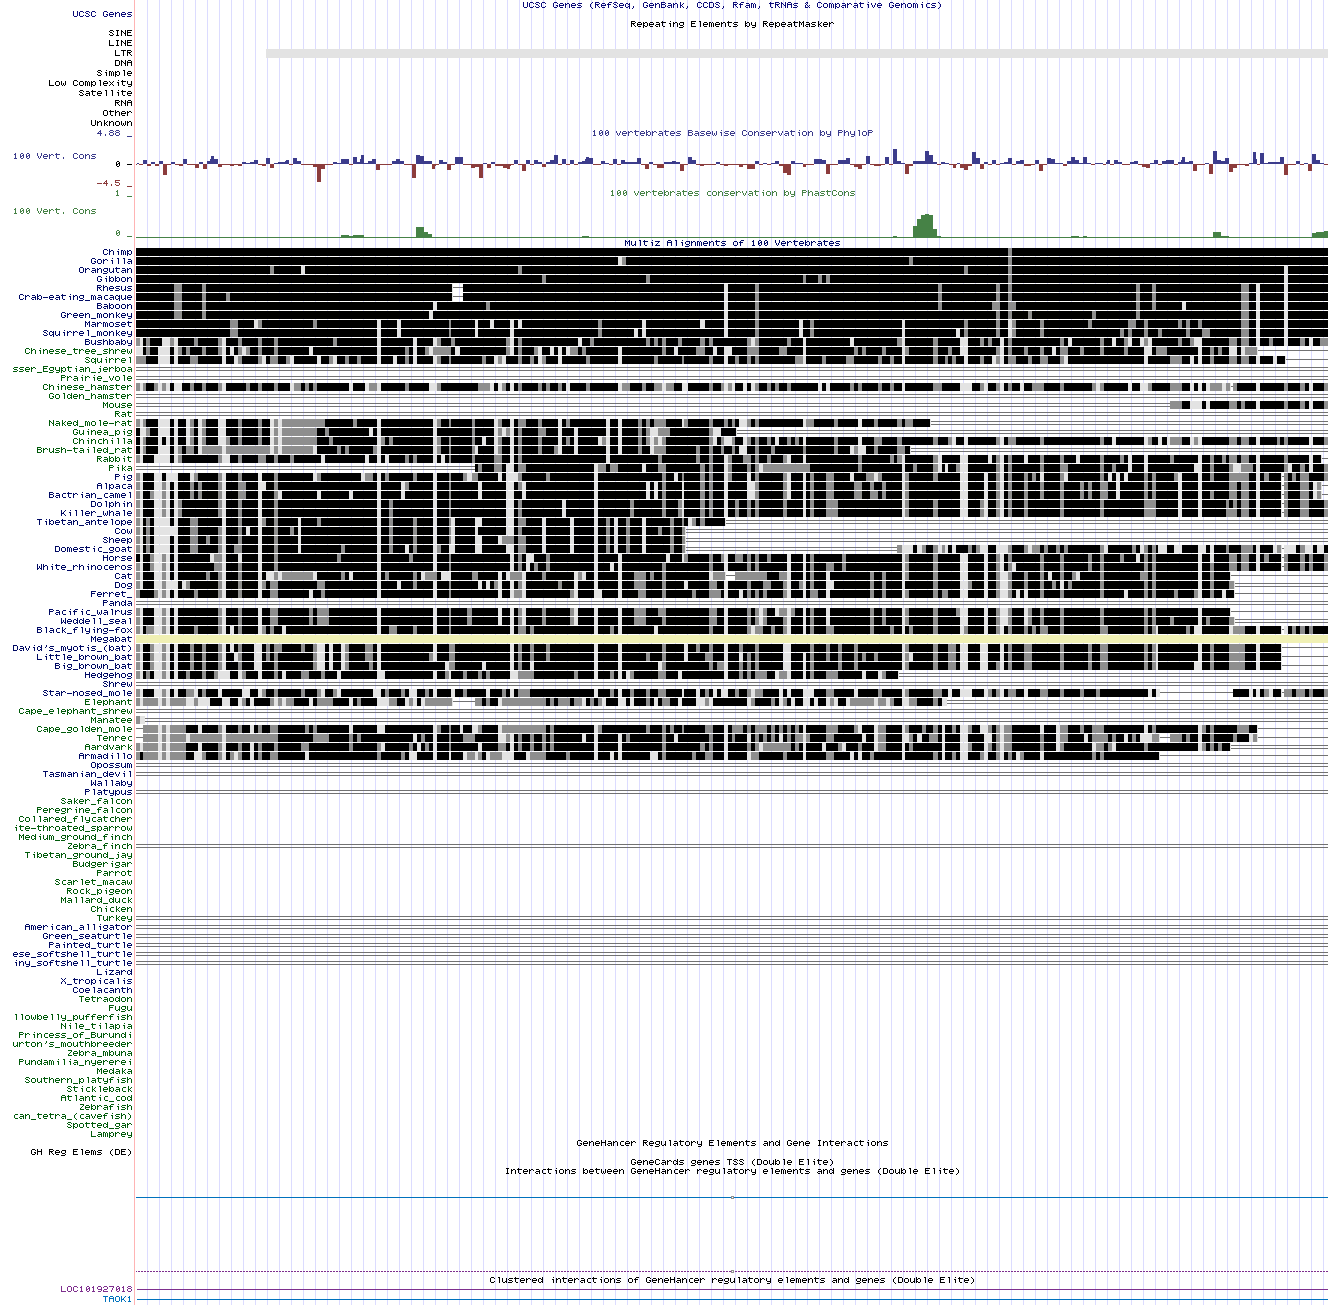 UCSC Genes (RefSeq, GenBank, CCDS, Rfam, tRNAs & Comparative Genomics)
UCSC Genes
Repeating Elements by RepeatMasker
SINE
LINE
LTR
DNA
Simple
Low Complexity
Satellite
RNA
Other
Unknown
4.88 _
100 vertebrates Basewise Conservation by PhyloP
100 Vert. Cons
0 -
-4.5 _
100 vertebrates conservation by PhastCons
1 _
100 Vert. Cons
0 _
Multiz Alignments of 100 Vertebrates
Chimp
Gorilla
Orangutan
Gibbon
Rhesus
Crab-eating_macaque
Baboon
Green_monkey
Marmoset
Squirrel_monkey
Bushbaby
Chinese_tree_shrew
Squirrel
sser_Egyptian_jerboa
Prairie_vole
Chinese_hamster
Golden_hamster
Mouse
Rat
Naked_mole-rat
Guinea_pig
Chinchilla
Brush-tailed_rat
Rabbit
Pika
Pig
Alpaca
Bactrian_camel
Dolphin
Killer_whale
Tibetan_antelope
Cow
Sheep
Domestic_goat
Horse
White_rhinoceros
Cat
Dog
Ferret_
Panda
Pacific_walrus
Weddell_seal
Black_flying-fox
Megabat
David's_myotis_(bat)
Little_brown_bat
Big_brown_bat
Hedgehog
Shrew
Star-nosed_mole
Elephant
Cape_elephant_shrew
Manatee
Cape_golden_mole
Tenrec
Aardvark
Armadillo
Opossum
Tasmanian_devil
Wallaby
Platypus
Saker_falcon
Peregrine_falcon
Collared_flycatcher
ite-throated_sparrow
Medium_ground_finch
Zebra_finch
Tibetan_ground_jay
Budgerigar
Parrot
Scarlet_macaw
Rock_pigeon
Mallard_duck
Chicken
Turkey
American_alligator
Green_seaturtle
Painted_turtle
ese_softshell_turtle
iny_softshell_turtle
Lizard
X_tropicalis
Coelacanth
Tetraodon
Fugu
llowbelly_pufferfish
Nile_tilapia
Princess_of_Burundi
urton's_mouthbreeder
Zebra_mbuna
Pundamilia_nyererei
Medaka
Southern_platyfish
Stickleback
Atlantic_cod
Zebrafish
can_tetra_(cavefish)
Spotted_gar
Lamprey
GeneHancer Regulatory Elements and Gene Interactions
GH Reg Elems (DE)
GeneCards genes TSS (Double Elite)
Interactions between GeneHancer regulatory elements and genes (Double Elite)
Clustered interactions of GeneHancer regulatory elements and genes (Double Elite)
LOC101927018
TAOK1